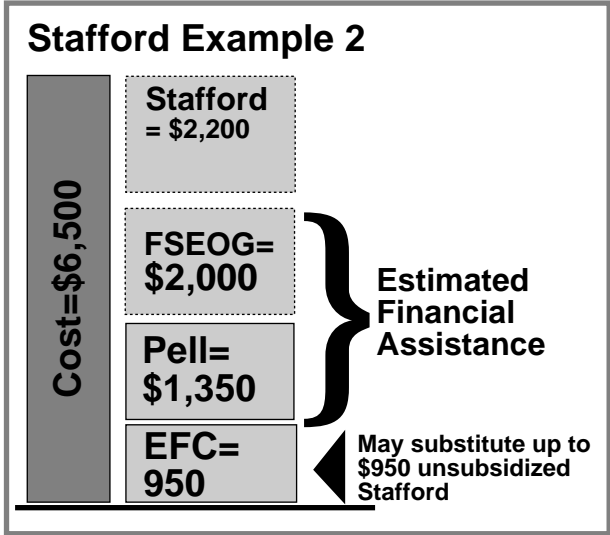 Stafford Example 2
Cost=$6,500
Stafford
= $2,200
FSEOG=
$2,000
Pell=
$1,350
EFC=
950
Estimated
Financial
Assistance
May substitute up to
$950 unsubsidized
Stafford